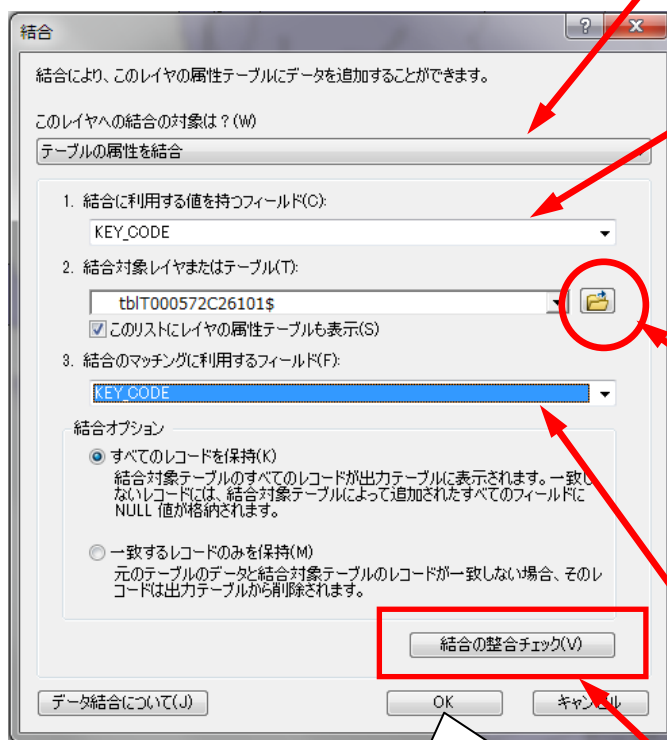 結合
結合により、このレイヤの属性テーブルにデータを追加することができます。
このレイヤへの結合の対象は？(W)
テーブルの属性を結合
1. 結合に利用する値を持つフィールド(C):
KEY_CODE
2. 結合対象レイヤまたはテーブル(T):
tblT000572C26101$
このリストにレイヤの属性テーブルも表示(S)
3. 結合のマッチングに利用するフィールド(F):
KEY_CODE
結合オプション
すべてのレコードを保持(K)
結合対象テーブルのすべてのレコードが出力テーブルに表示されます。一致し
ないレコードには、結合対象テーブルによって追加されたすべてのフィールドに
NULL 値が格納されます。
一致するレコードのみを保持(M)
元のテーブルのデータと結合対象テーブルのレコードが一致しない場合、そのレ
コードは出力テーブルから削除されます。
結合の整合チェック(V)
データ結合について(J)
OK
キャンセル